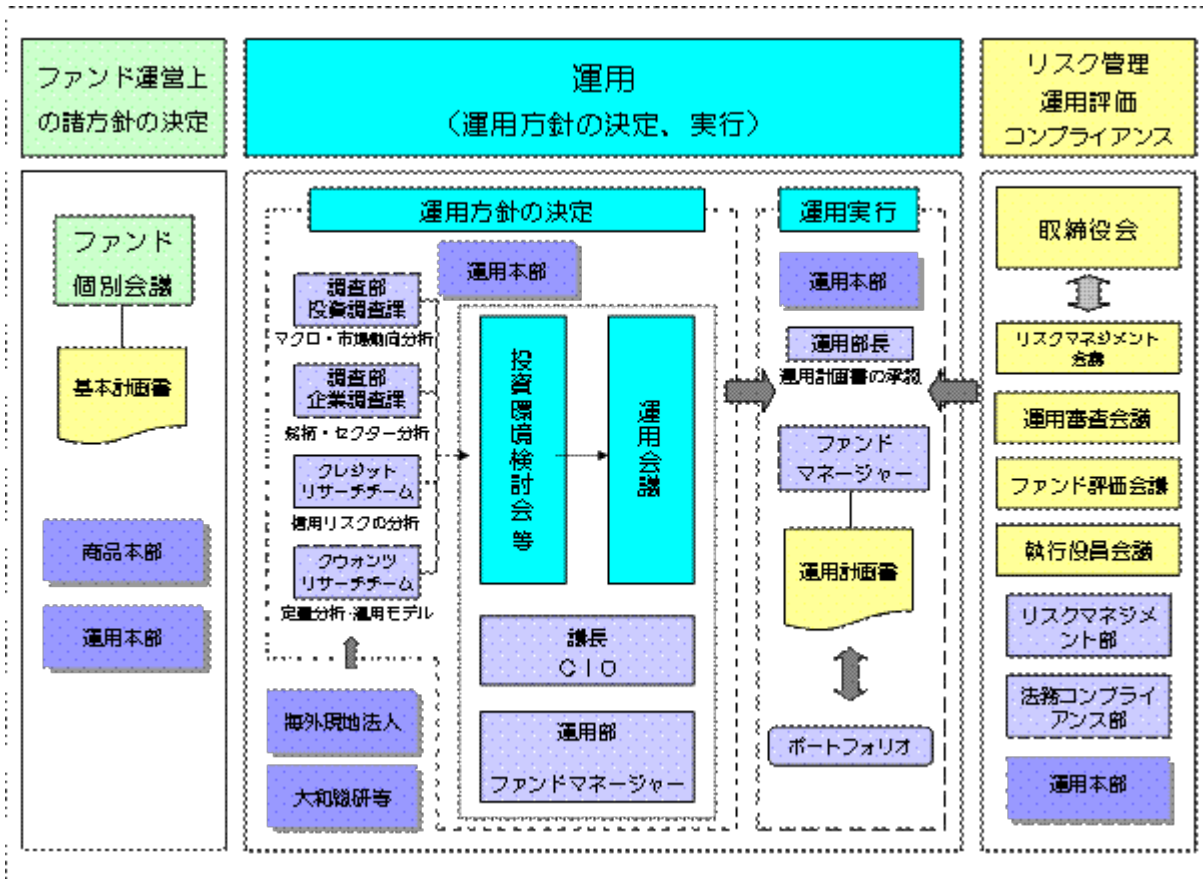 ファンド運営上
の諸方針の決定
運用
（運用方針の決定、実行）
リスク管理
運用評価
コンプライアンス
ファンド
個別会議
基本計画書
商品本部
運用本部
運用方針の決定
運用本部
調査部
投資調査課
マクロ・市場動向分析
調査部
企業調査課
銘柄・セクター分析
クレジット
リサーチチーム
信用リスクの分析
クウォンツ
リサーチチーム
定量分析・運用モデル
海外現地法人
大和総研等
投資環境検討会 等
運用会議
議長
ＣＩＯ
運用部
ファンドマネージャー
運用実行
運用本部
運用部長
運用計画書の承認
ファンド
マネージャー
運用計画書
ポートフォリオ
取締役会
リスクマネジメント
会議
運用審査会議
ファンド評価会議
執行役員会議
リスクマネジメ
ント部
法務コンプライ
アンス部
運用本部